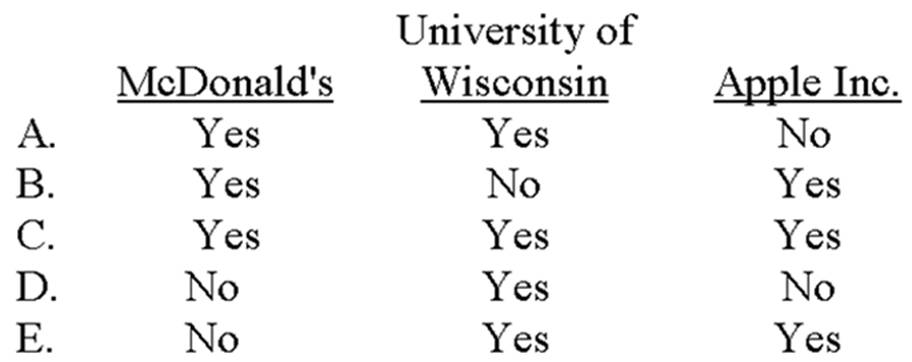 University of
McDonald's Wisconsin Apple Inc.
A. Yes Yes No
B. Yes No Yes
C. Yes Yes Yes
D. No Yes No
E. No Yes Yes